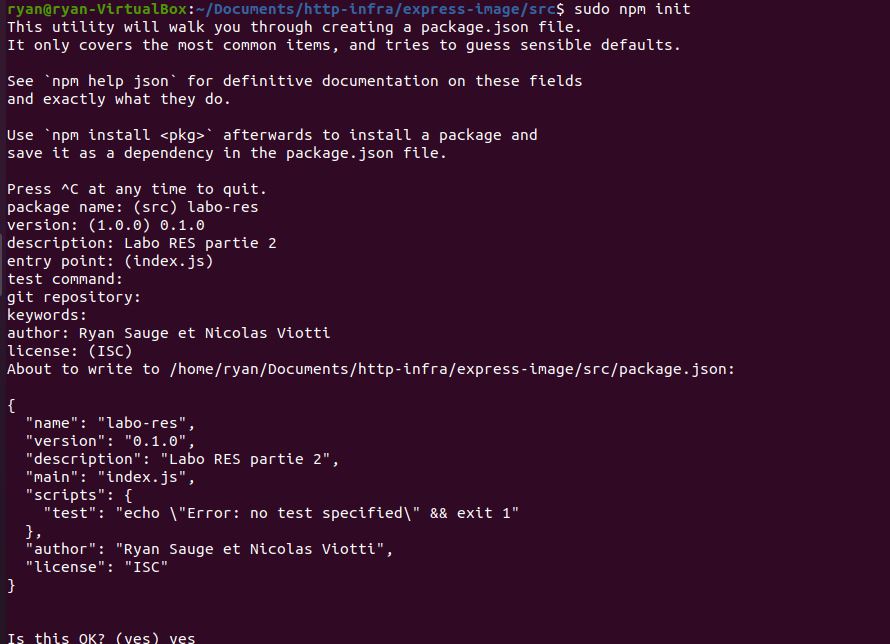 ryan@ryan-VirtualBox:~/Documents/http-infra/express-image/src$ sudo npm init
This utility will walk you through creating a package.json file.
It only covers the most common items, and tries to guess sensible defaults.

See `npm help json` for definitive documentation on these fields
and exactly what they do.

Use `npm install <pkg>` afterwards to install a package and
save it as a dependency in the package.json file.

Press ^C at any time to quit.
package name: (src) labo-res
version: (1.0.0) 0.1.0
description: Labo RES partie 2
entry point: (index.js)
test command:
git repository:
keywords:
author: Ryan Sauge et Nicolas Viotti
license: (ISC)
About to write to /home/ryan/Documents/http-infra/express-image/src/package.json:

{
  "name": "labo-res",
  "version": "0.1.0",
  "description": "Labo RES partie 2",
  "main": "index.js",
  "scripts": {
    "test": "echo \"Error: no test specified\" && exit 1"
  },
  "author": "Ryan Sauge et Nicolas Viotti",
  "license": "ISC"
}


Is this OK? (yes) yes